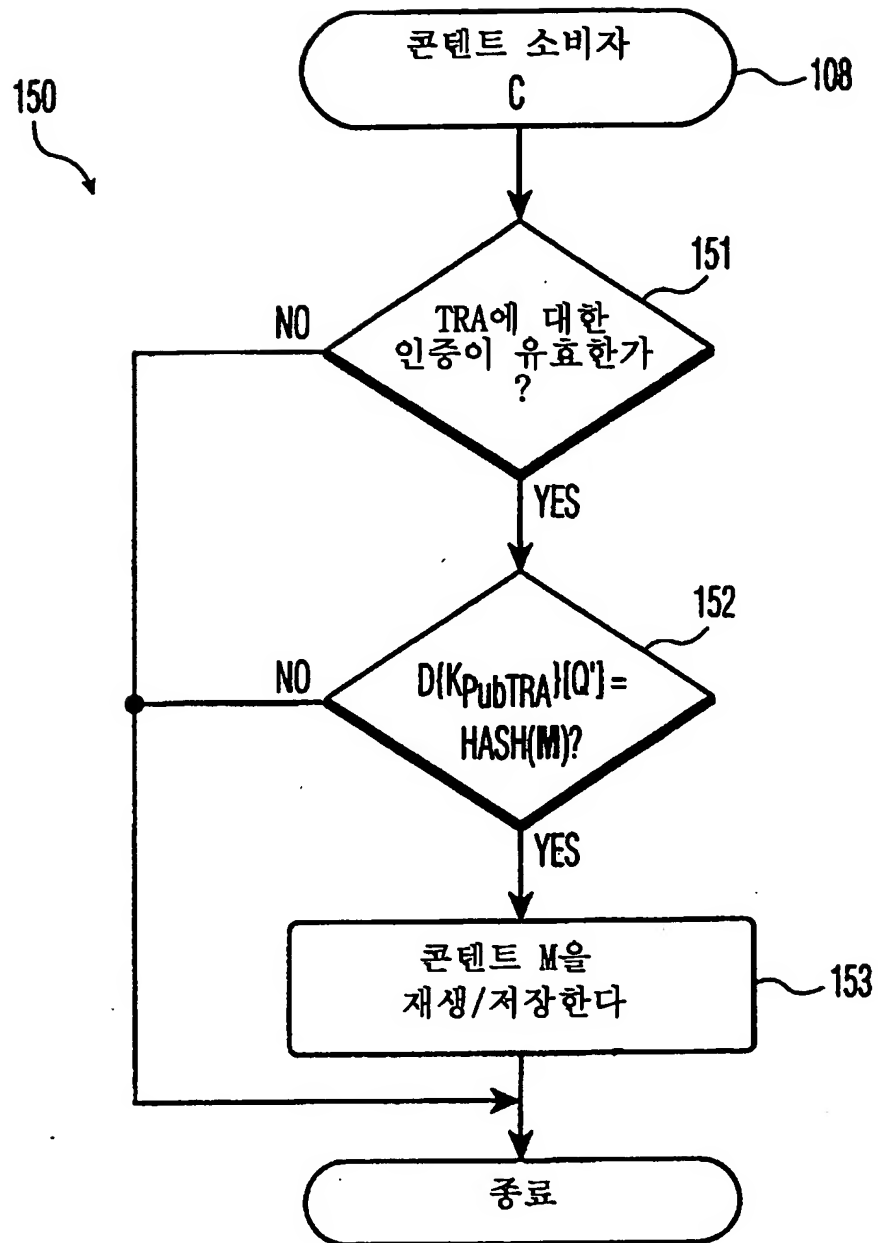 콘텐트 소비자
C
108
150
151
TRA에 대한
인증이 유효한가
?
NO
YES
152
D{KPubTRA}[Q'] =
HASH(M)?
NO
YES
콘텐트 M을
재생/저장한다
153
종료